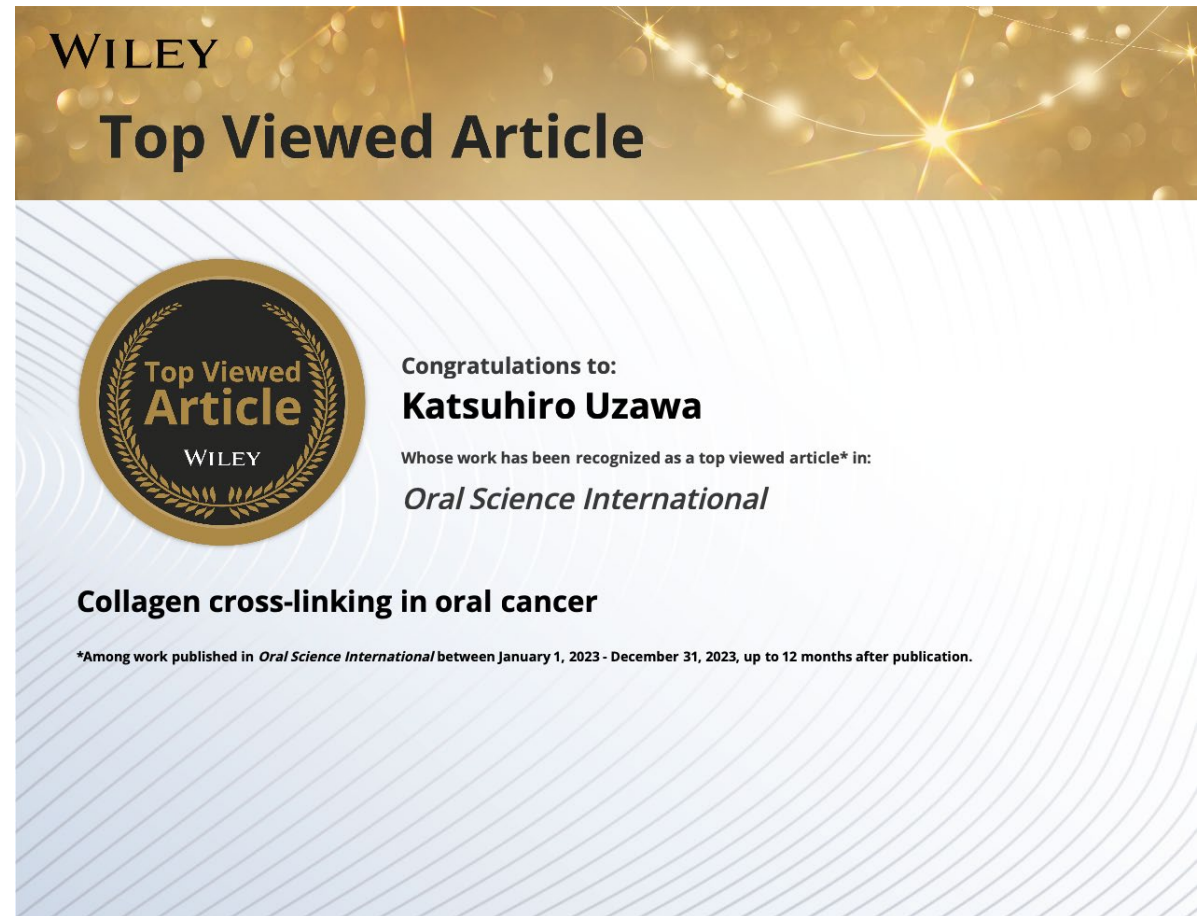 WILEY
Top Viewed Article
Top Viewed
Article
WILEY
Congratulations to:
Katsuhiro Uzawa
Whose work has been recognized as a top viewed article* in:
Oral Science International
Collagen cross-linking in oral cancer
*Among work published in Oral Science International between January 1, 2023 - December 31, 2023, up to 12 months after publication.